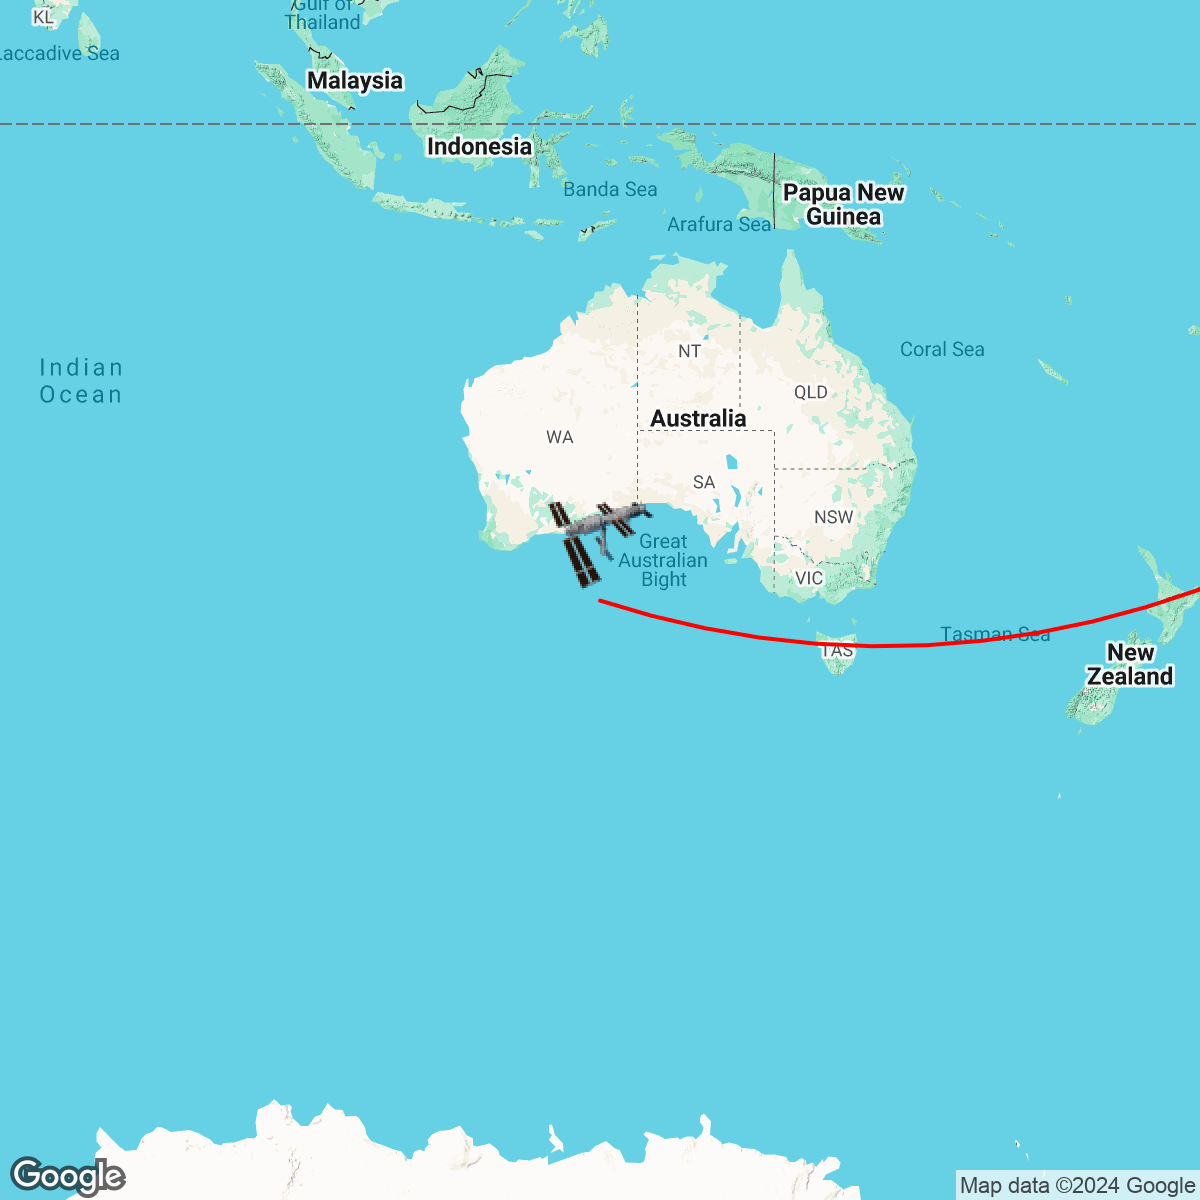 KL
Gulf of
Thailand
Laccadive Sea
Malaysia
Indonesia
Banda Sea
Papua New
Guinea
Arafura Sea
Indian
Ocean
NT
Coral Sea
QLD
Australia
WA
SA
NSW
Great
Australian
Bight
VIC
Tasman Sea
TAS
New
Zealand
Google
Map data ©2024 Google